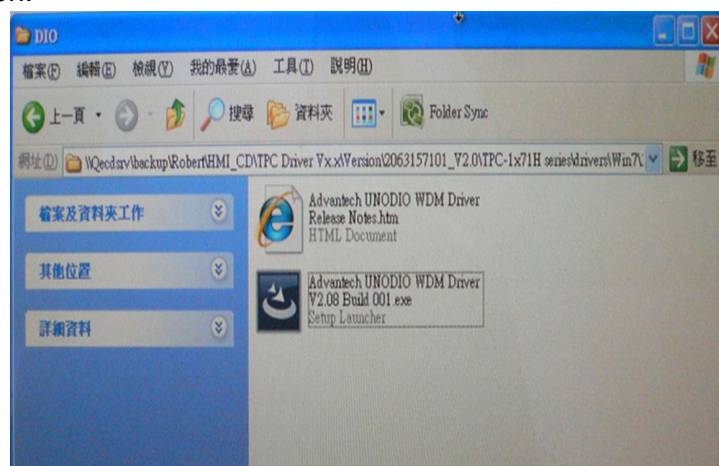 DIO
檔案(F) 編輯(E) 檢視(V) 我的最愛(A) 工具(T) 說明(H)
上一頁 搜尋 資料夾 Folder Sync
網址(D) \\Qecdsrv\backup\Robert\HMI_CD\TPC Driver Vx.x\Version\2063157101_V2.0\TPC-1x71H series\drivers\Win7\ 移至
檔案及資料夾工作
其他位置
詳細資料
Advantech UNODIO WDM Driver
Release Notes.htm
HTML Document
Advantech UNODIO WDM Driver
V2.08 Build 001.exe
Setup Launcher